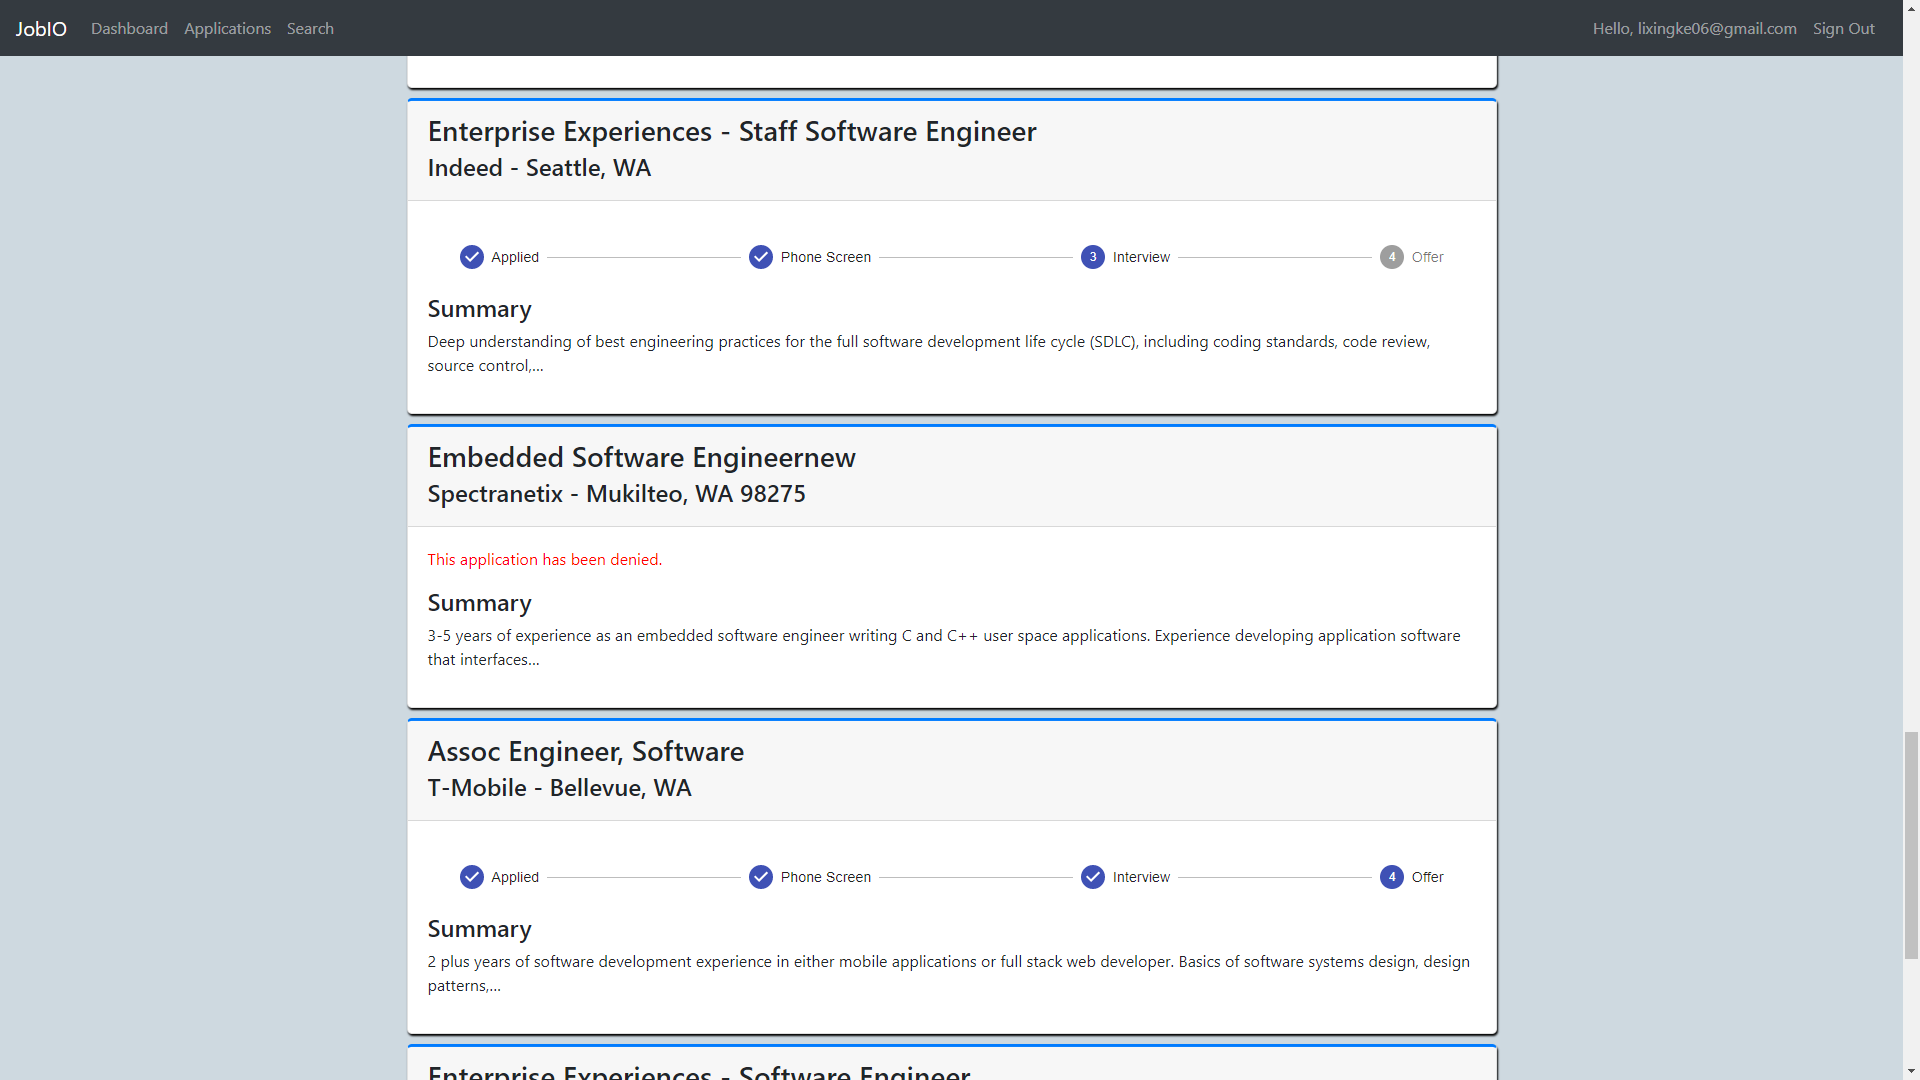 JobIO Dashboard Applications Search Hello, lixingke06@gmail.com Sign Out
Enterprise Experiences - Staff Software Engineer
Indeed - Seattle, WA
Applied Phone Screen 3 Interview 4 Offer
Summary
Deep understanding of best engineering practices for the full software development life cycle (SDLC), including coding standards, code review,
source control,...
Embedded Software Engineernew
Spectranetix - Mukilteo, WA 98275
This application has been denied.
Summary
3-5 years of experience as an embedded software engineer writing C and C++ user space applications. Experience developing application software
that interfaces...
Assoc Engineer, Software
T-Mobile - Bellevue, WA
Applied Phone Screen Interview 4 Offer
Summary
2 plus years of software development experience in either mobile applications or full stack web developer. Basics of software systems design, design
patterns,...
Enterprise Experiences - Software Engineer